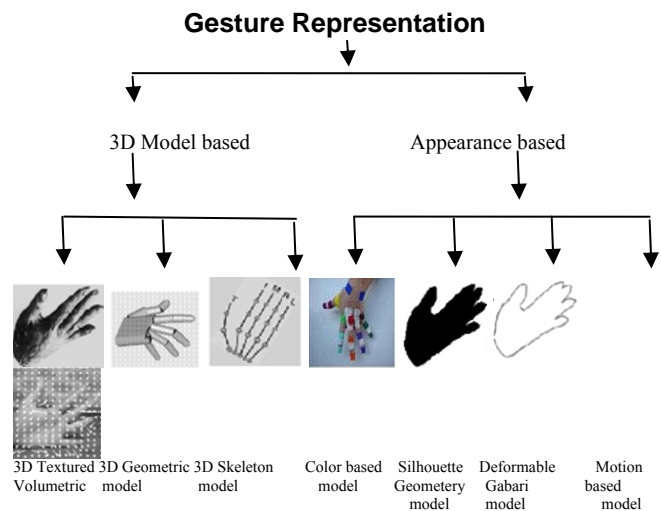 Gesture Representation
3D Model based
Appearance based
3D Textured
Volumetric
3D Geometric
model
3D Skeleton
model
Color based
model
Silhouette
Geometery
model
Deformable
Gabari
model
Motion
based
model